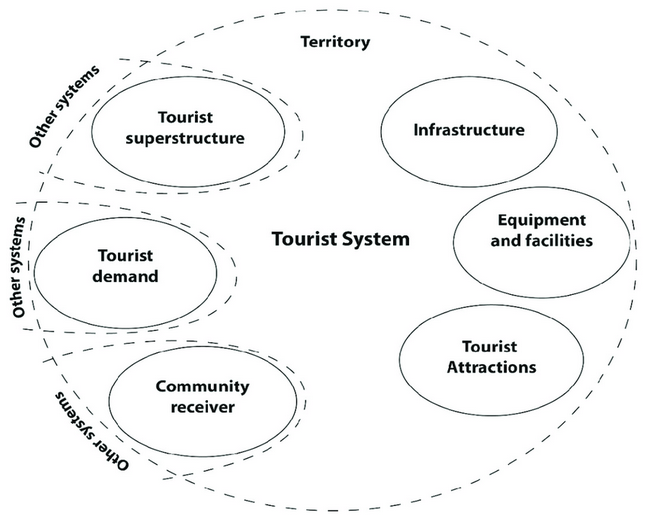 Territory
Other systems
Tourist
superstructure
Infrastructure
Equipment
and facilities
Tourist System
Other systems
Tourist
demand
Tourist
Attractions
Community
receiver
Other systems